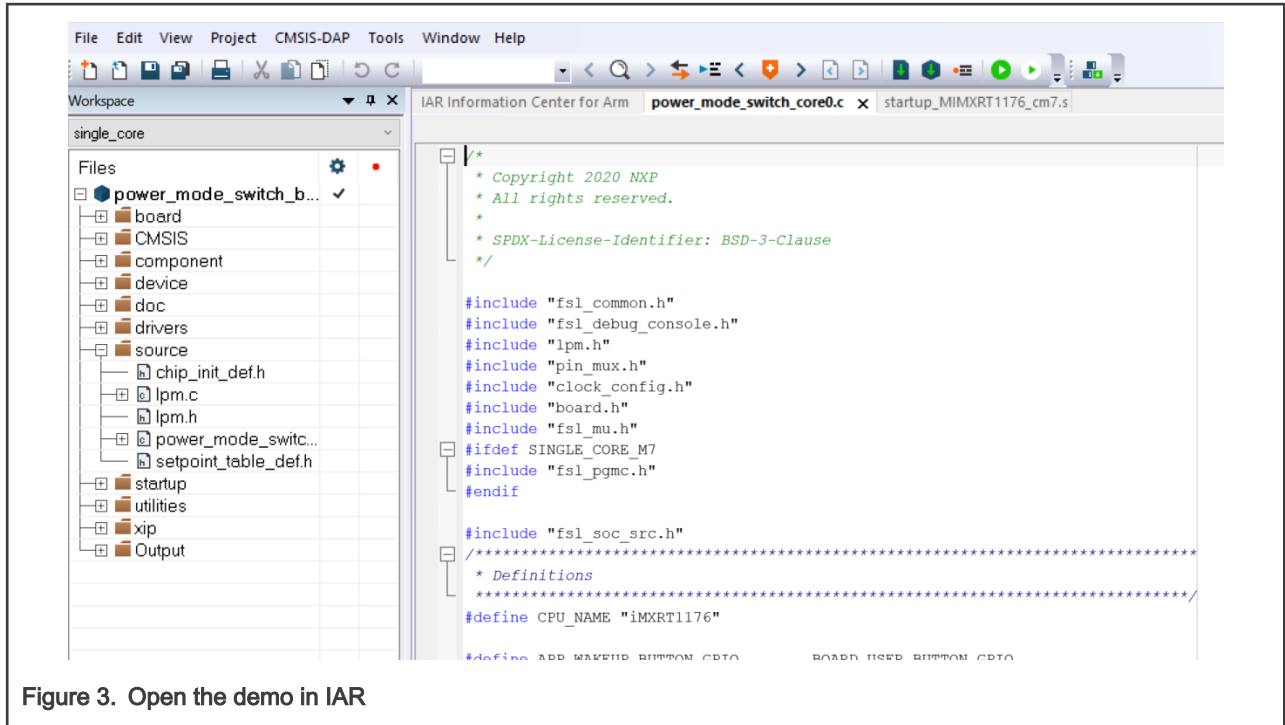 File Edit View Project CMSIS-DAP Tools Window Help
Workspace
IAR Information Center for Arm power_mode_switch_core0.c startup_MIMXRT1176_cm7.s
single_core
Files
power_mode_switch_b...
board
CMSIS
component
device
doc
drivers
source
chip_init_def.h
lpm.c
lpm.h
power_mode_switc...
setpoint_table_def.h
startup
utilities
xip
Output
/*
* Copyright 2020 NXP
* All rights reserved.
*
* SPDX-License-Identifier: BSD-3-Clause
*/
#include "fsl_common.h"
#include "fsl_debug_console.h"
#include "lpm.h"
#include "pin_mux.h"
#include "clock_config.h"
#include "board.h"
#include "fsl_mu.h"
#ifdef SINGLE_CORE_M7
#include "fsl_pgmc.h"
#endif
#include "fsl_soc_src.h"
/*******************************************************************************
* Definitions
******************************************************************************/
#define CPU_NAME "iMXRT1176"
#define APP_WAKEUP_BUTTON_GPIO BOARD_USER_BUTTON_GPIO
Figure 3. Open the demo in IAR